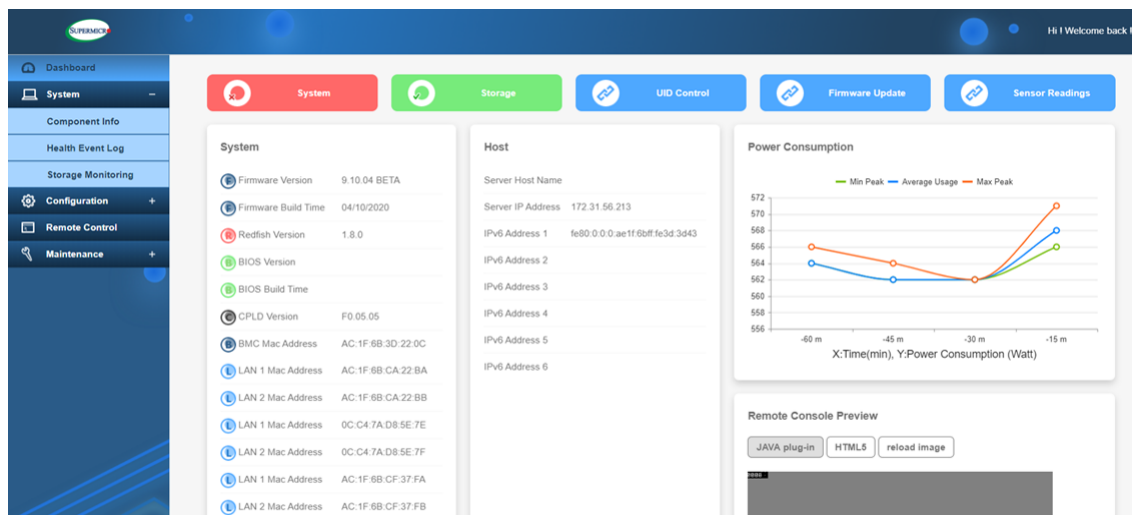 SUPERMICR
Hi ! Welcome back !
Dashboard
System −
Component Info
Health Event Log
Storage Monitoring
Configuration +
Remote Control
Maintenance +
System
Storage
UID Control
Firmware Update
Sensor Readings
System
Firmware Version 9.10.04 BETA
Firmware Build Time 04/10/2020
Redfish Version 1.8.0
BIOS Version
BIOS Build Time
CPLD Version F0.05.05
BMC Mac Address AC:1F:6B:3D:22:0C
LAN 1 Mac Address AC:1F:6B:CA:22:BA
LAN 2 Mac Address AC:1F:6B:CA:22:BB
LAN 1 Mac Address 0C:C4:7A:D8:5E:7E
LAN 2 Mac Address 0C:C4:7A:D8:5E:7F
LAN 1 Mac Address AC:1F:6B:CF:37:FA
LAN 2 Mac Address AC:1F:6B:CF:37:FB
Host
Server Host Name
Server IP Address 172.31.56.213
IPv6 Address 1 fe80:0:0:0:ae1f:6bff:fe3d:3d43
IPv6 Address 2
IPv6 Address 3
IPv6 Address 4
IPv6 Address 5
IPv6 Address 6
Power Consumption
Min Peak Average Usage Max Peak
572
570
568
566
564
562
560
558
556
-60 m -45 m -30 m -15 m
X:Time(min), Y:Power Consumption (Watt)
Remote Console Preview
JAVA plug-in HTML5 reload image